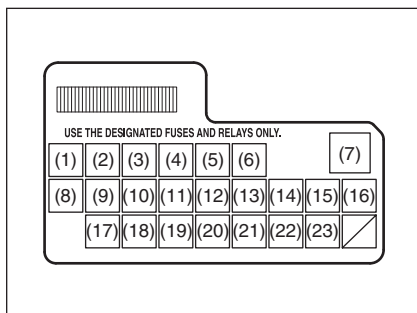 USE THE DESIGNATED FUSES AND RELAYS ONLY.
(1) (2) (3) (4) (5) (6) (7)
(8) (9) (10) (11) (12) (13) (14) (15) (16)
(17) (18) (19) (20) (21) (22) (23)